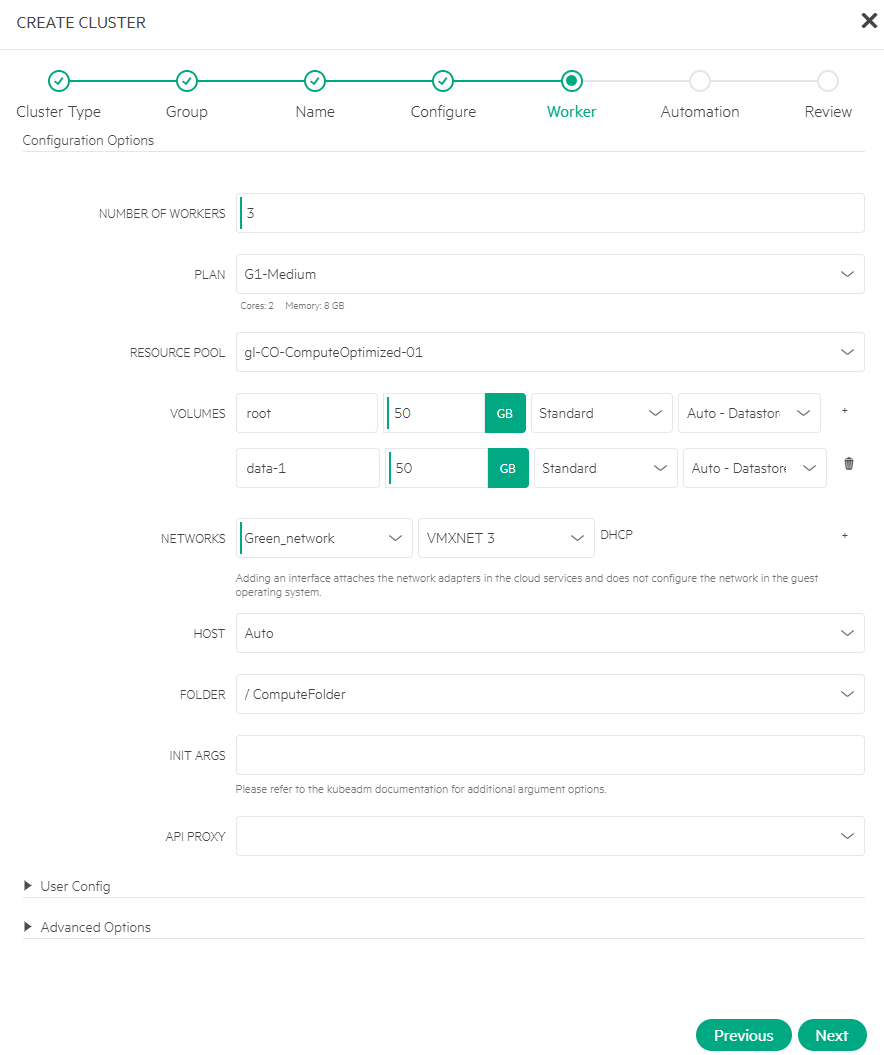 CREATE CLUSTER
Cluster Type Group Name Configure Worker Automation Review
Configuration Options
NUMBER OF WORKERS 3
PLAN G1-Medium
Cores: 2 Memory: 8 GB
RESOURCE POOL gl-CO-ComputeOptimized-01
VOLUMES root 50 GB Standard Auto - Datastor +
data-1 50 GB Standard Auto - Datastore
NETWORKS Green_network VMXNET 3 DHCP +
Adding an interface attaches the network adapters in the cloud services and does not configure the network in the guest
operating system.
HOST Auto
FOLDER / ComputeFolder
INIT ARGS
Please refer to the kubeadm documentation for additional argument options.
API PROXY
User Config
Advanced Options
Previous Next